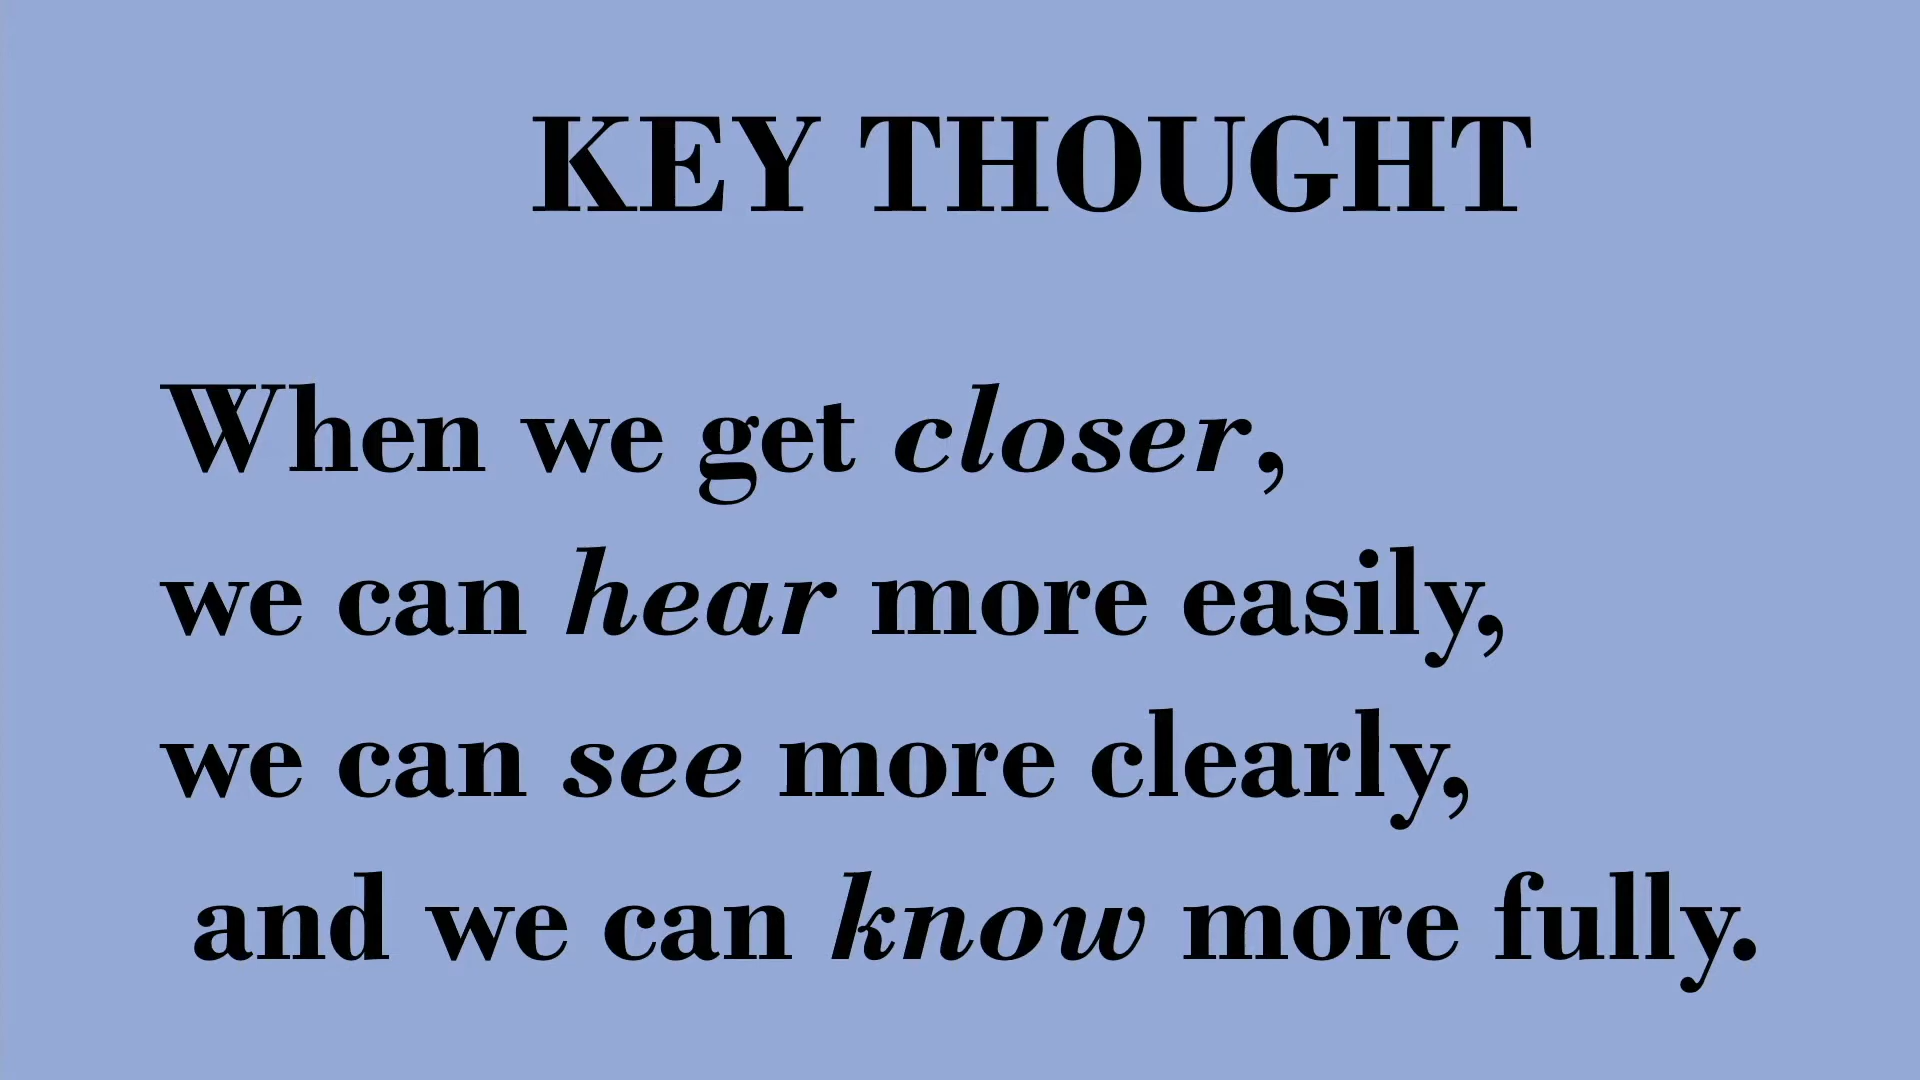 KEY THOUGHT
When we get closer,
we can hear more easily,
we can see more clearly,
and we can know more fully.